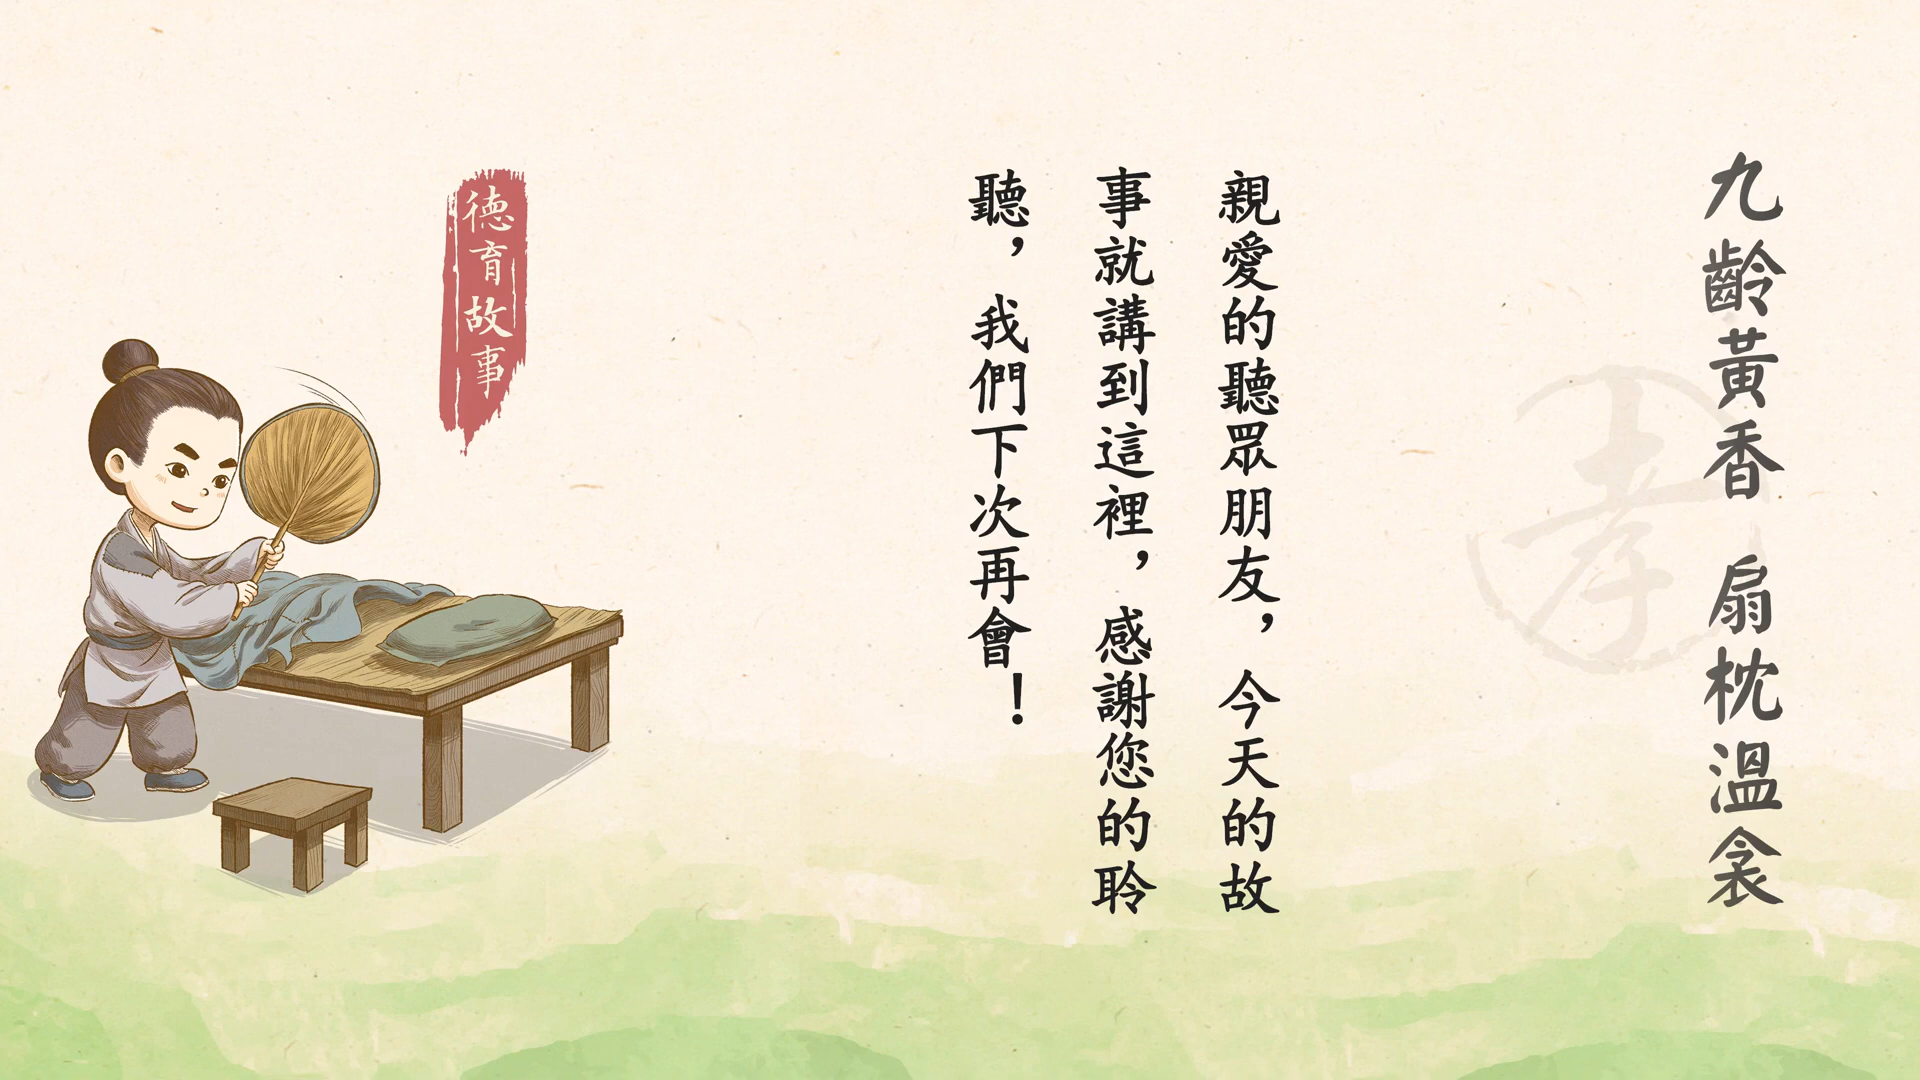 九齡黃香 扇枕溫衾
孝
親愛的聽眾朋友，今天的故
事就講到這裡，感謝您的聆
聽，我們下次再會！
德育故事